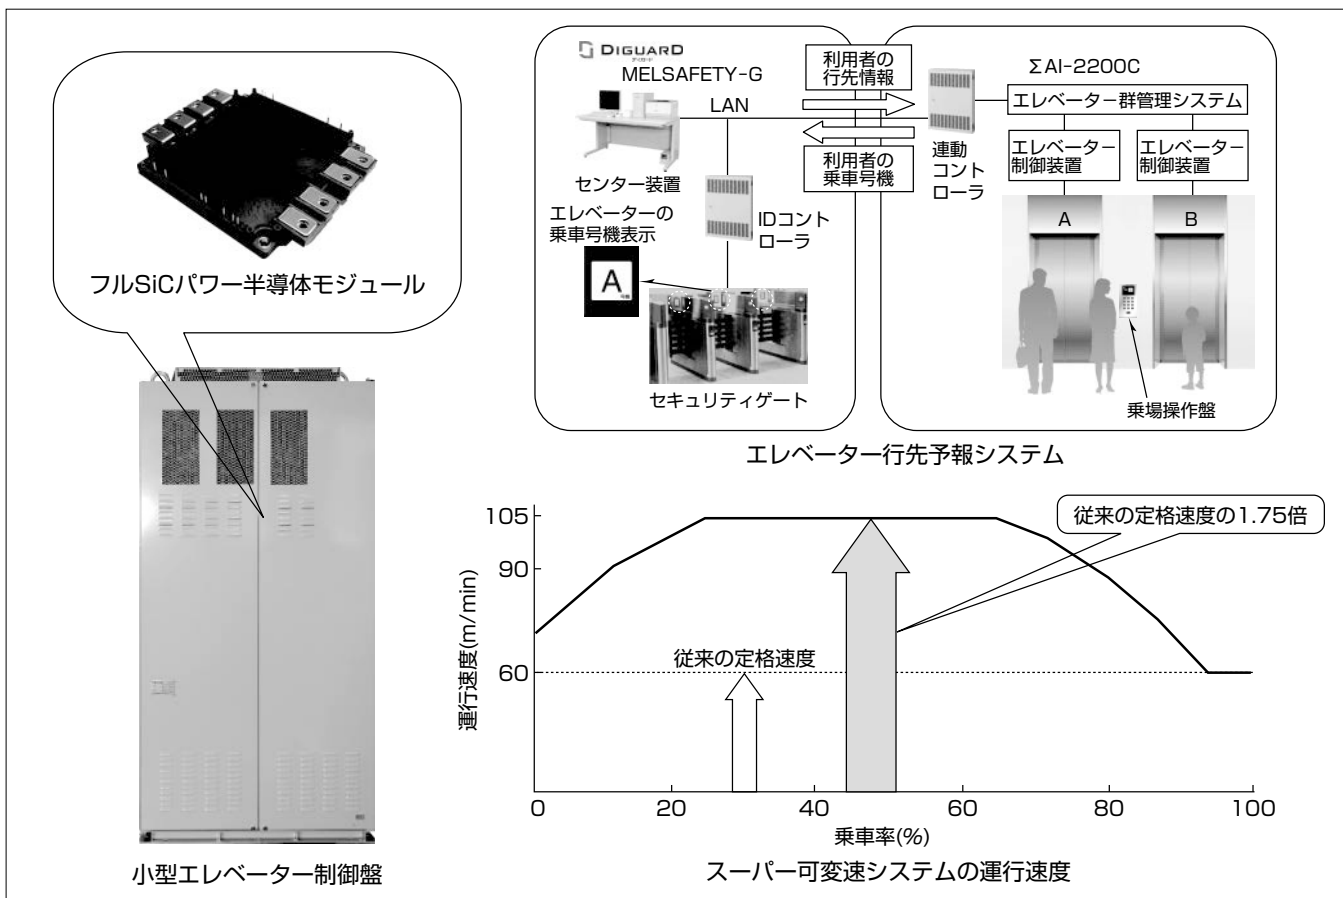 フルSiCパワー半導体モジュール
小型エレベーター制御盤
DIGUARD
ディガード
MELSAFETY-G
LAN
センター装置
エレベーターの
乗車号機表示
A
号機
IDコント
ローラ
セキュリティゲート
利用者の
行先情報
利用者の
乗車号機
連動
コント
ローラ
ΣAI-2200C
エレベーター群管理システム
エレベーター
制御装置
エレベーター
制御装置
A
B
乗場操作盤
エレベーター行先予報システム
運行速度(m/min)
105
90
60
従来の定格速度
従来の定格速度の1.75倍
0
20
40
60
80
100
乗車率(%)
スーパー可変速システムの運行速度